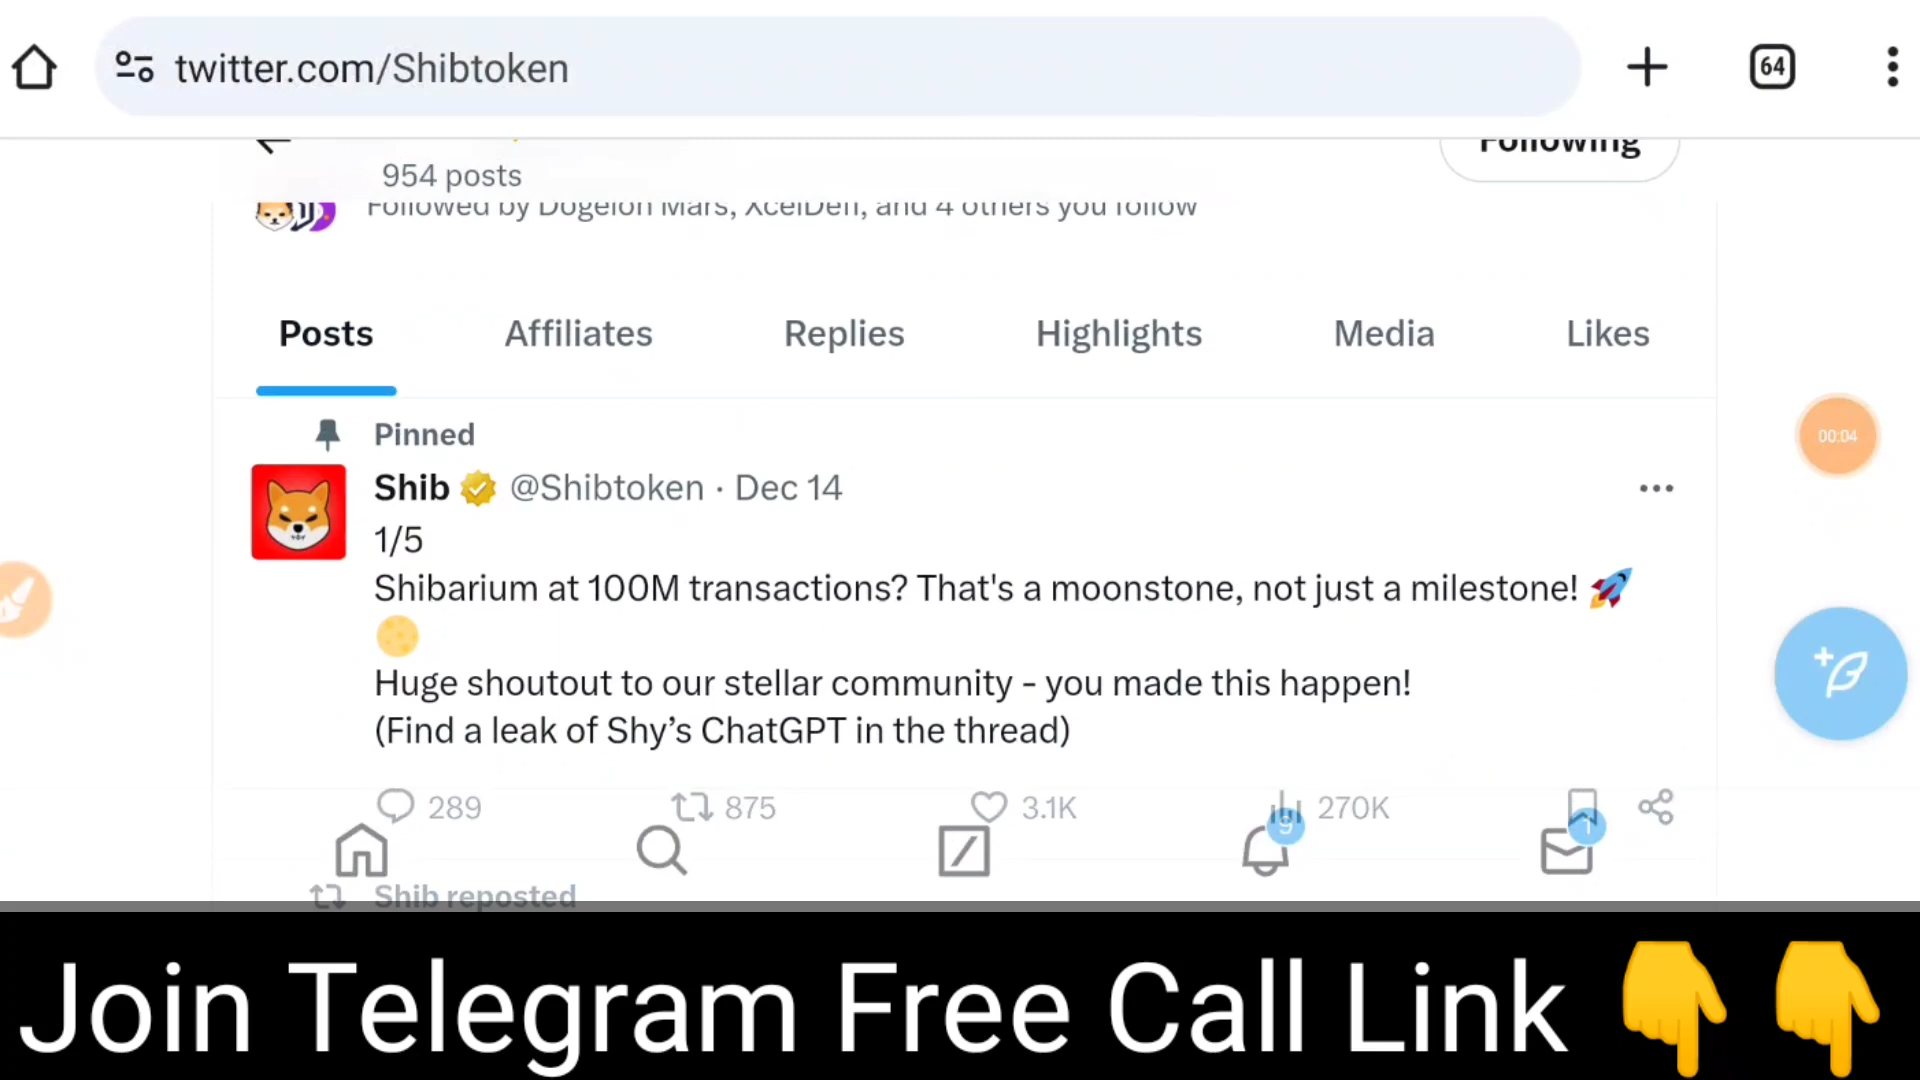 twitter.com/Shibtoken
64
Following
954 posts
Followed by Dogelon Mars, XcelDefi, and 4 others you follow
Posts Affiliates Replies Highlights Media Likes
Pinned
00:04
Shib @Shibtoken · Dec 14
1/5
Shibarium at 100M transactions? That's a moonstone, not just a milestone! 🚀
🌕
Huge shoutout to our stellar community - you made this happen!
(Find a leak of Shy’s ChatGPT in the thread)
289 875 3.1K 270K
9 1
Shib reposted
Join Telegram Free Call Link 👇👇